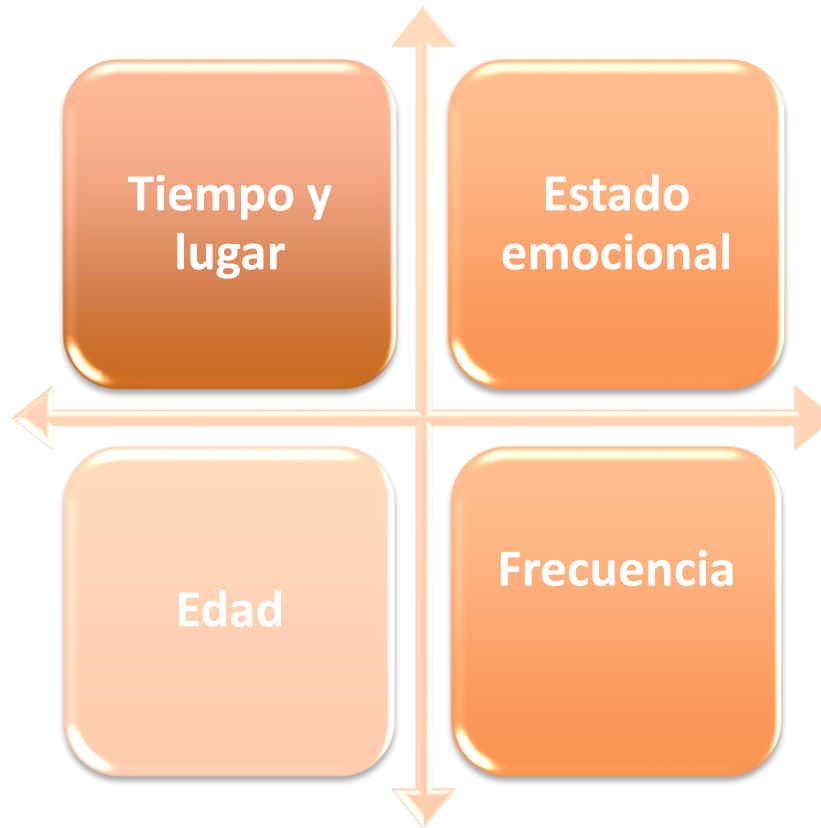 Tiempo y
lugar
Estado
emocional
Edad
Frecuencia